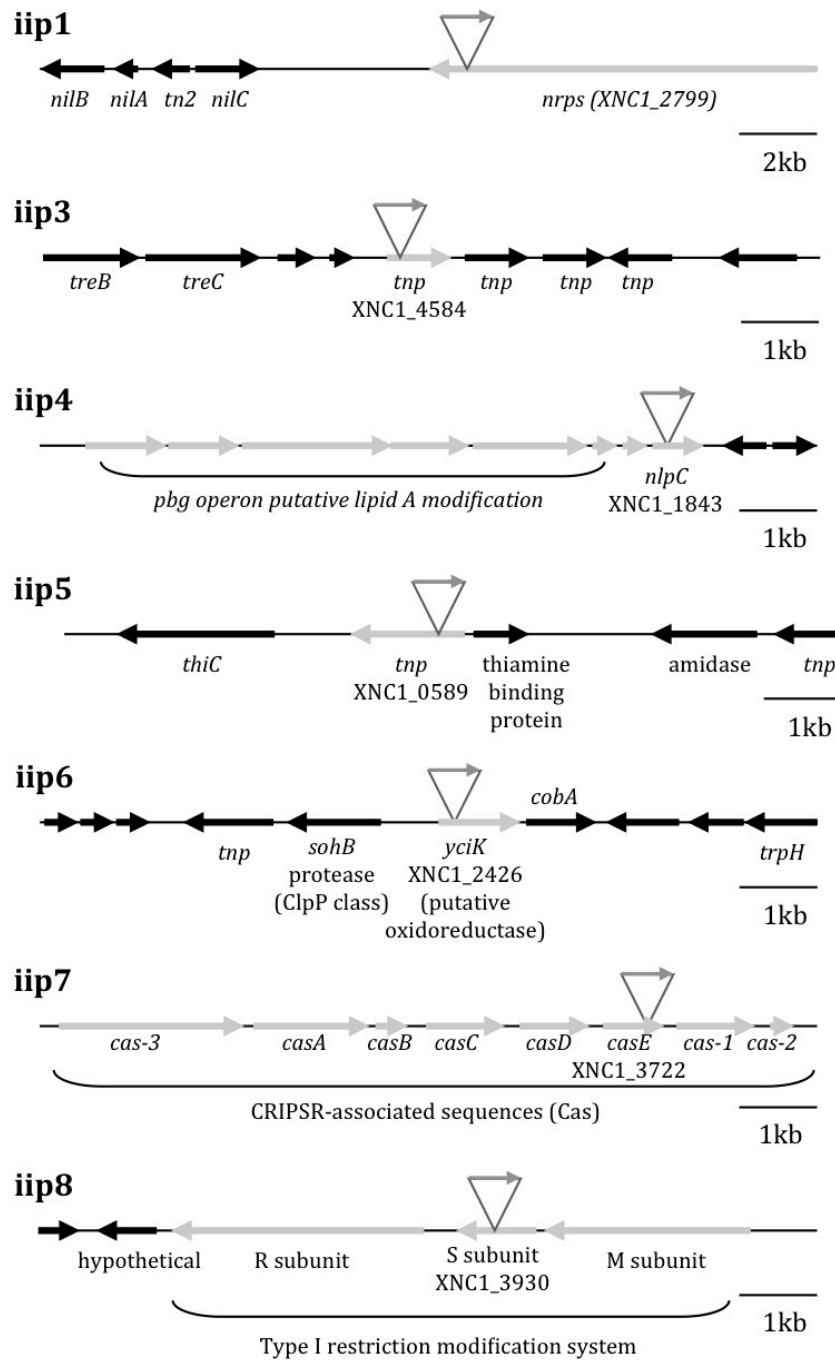 iip1
nilB nilA tn2 nilC nrps (XNC1_2799)
2kb
iip3
treB treC tnp tnp tnp tnp
XNC1_4584
1kb
iip4
pbg operon putative lipid A modification
nlpC
XNC1_1843
1kb
iip5
thiC tnp thiamine amidase tnp
XNC1_0589 binding
protein
1kb
iip6
cobA
tnp sohB yciK trpH
protease XNC1_2426
(ClpP class) (putative
oxidoreductase)
1kb
iip7
cas-3 casA casB casC casD casE cas-1 cas-2
XNC1_3722
CRIPSR-associated sequences (Cas)
1kb
iip8
hypothetical R subunit S subunit M subunit
XNC1_3930
1kb
Type I restriction modification system